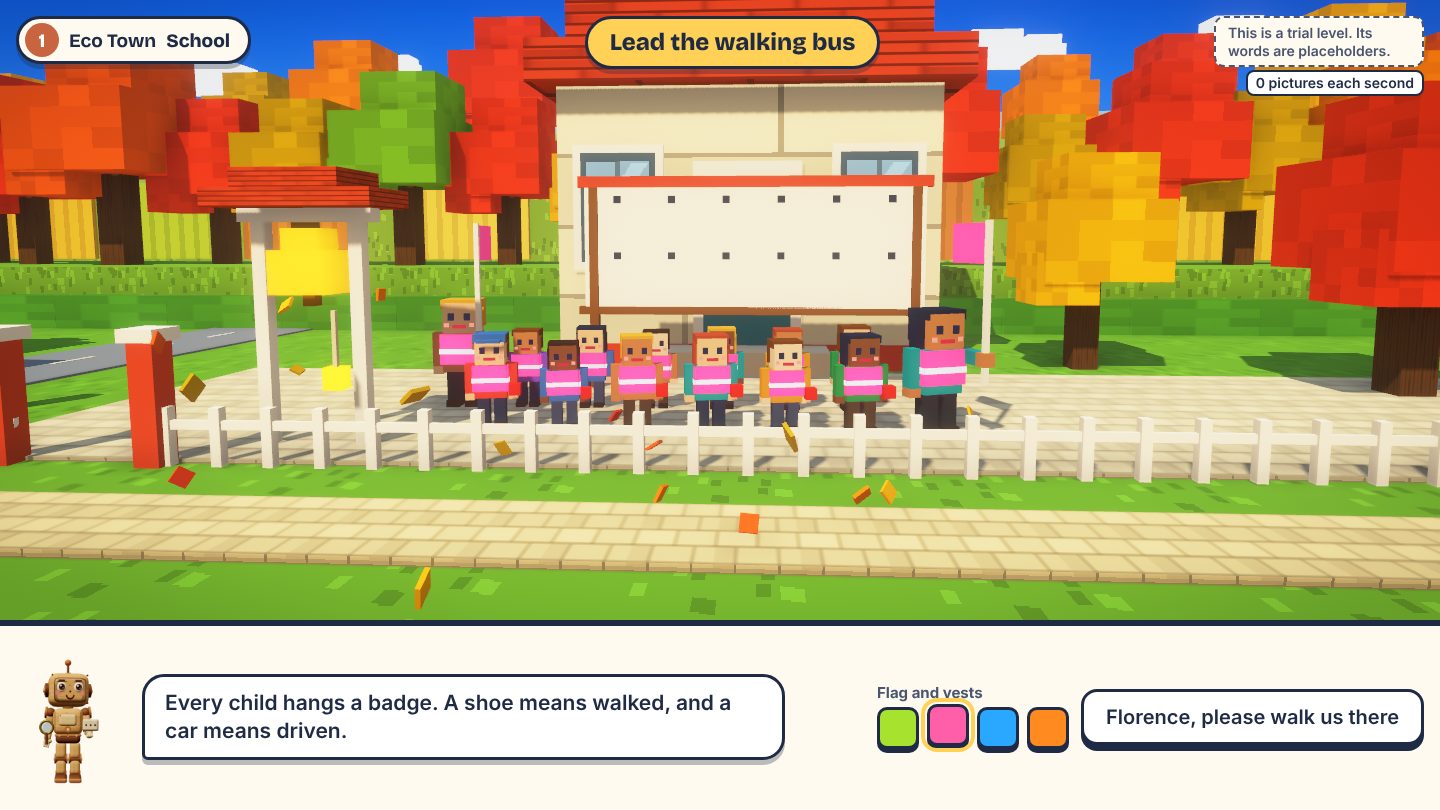 1 Eco Town School
Lead the walking bus
This is a trial level. Its
words are placeholders.
0 pictures each second
Every child hangs a badge. A shoe means walked, and a
car means driven.
Flag and vests
Florence, please walk us there